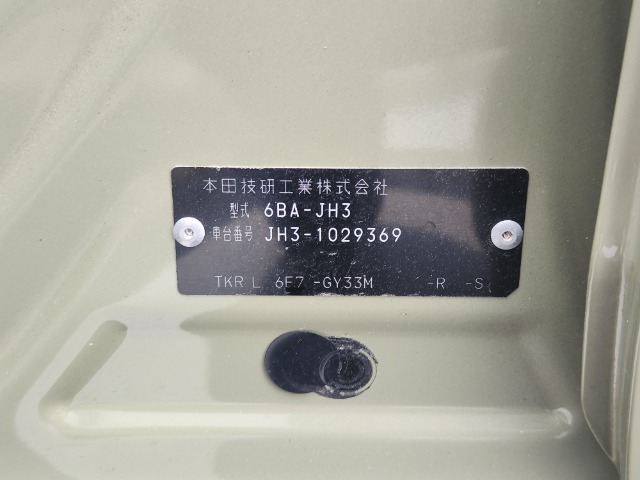 本田技研工業株式会社
型式 6BA-JH3
車台番号 JH3-1029369
TKR L 6E7 -GY33M -R -S